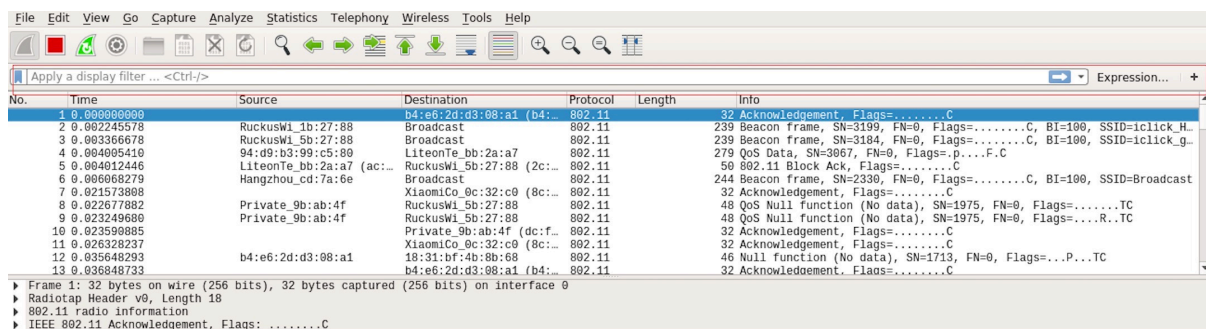 File Edit View Go Capture Analyze Statistics Telephony Wireless Tools Help
Apply a display filter ... <Ctrl-/> Expression... +
No. Time Source Destination Protocol Length Info
1 0.000000000 b4:e6:2d:d3:08:a1 (b4:… 802.11 32 Acknowledgement, Flags=........C
2 0.002245578 RuckusWi_1b:27:88 Broadcast 802.11 239 Beacon frame, SN=3199, FN=0, Flags=........C, BI=100, SSID=iclick_H…
3 0.003366678 RuckusWi_5b:27:88 Broadcast 802.11 239 Beacon frame, SN=3184, FN=0, Flags=........C, BI=100, SSID=iclick_g…
4 0.004005410 94:d9:b3:99:c5:80 LiteonTe_bb:2a:a7 802.11 279 QoS Data, SN=3067, FN=0, Flags=.p....F.C
5 0.004012446 LiteonTe_bb:2a:a7 (ac:… RuckusWi_5b:27:88 (2c:… 802.11 50 802.11 Block Ack, Flags=........C
6 0.006068279 Hangzhou_cd:7a:6e Broadcast 802.11 244 Beacon frame, SN=2330, FN=0, Flags=........C, BI=100, SSID=Broadcast
7 0.021573808 XiaomiCo_0c:32:c0 (8c:… 802.11 32 Acknowledgement, Flags=........C
8 0.022677882 Private_9b:ab:4f RuckusWi_5b:27:88 802.11 48 QoS Null function (No data), SN=1975, FN=0, Flags=.......TC
9 0.023249680 Private_9b:ab:4f RuckusWi_5b:27:88 802.11 48 QoS Null function (No data), SN=1975, FN=0, Flags=....R..TC
10 0.023590885 Private_9b:ab:4f (dc:f… 802.11 32 Acknowledgement, Flags=........C
11 0.026328237 XiaomiCo_0c:32:c0 (8c:… 802.11 32 Acknowledgement, Flags=........C
12 0.035648293 b4:e6:2d:d3:08:a1 18:31:bf:4b:8b:68 802.11 46 Null function (No data), SN=1713, FN=0, Flags=...P...TC
13 0.036848733 b4:e6:2d:d3:08:a1 (b4:… 802.11 32 Acknowledgement, Flags=........C
Frame 1: 32 bytes on wire (256 bits), 32 bytes captured (256 bits) on interface 0
Radiotap Header v0, Length 18
802.11 radio information
IEEE 802.11 Acknowledgement, Flags: ........C